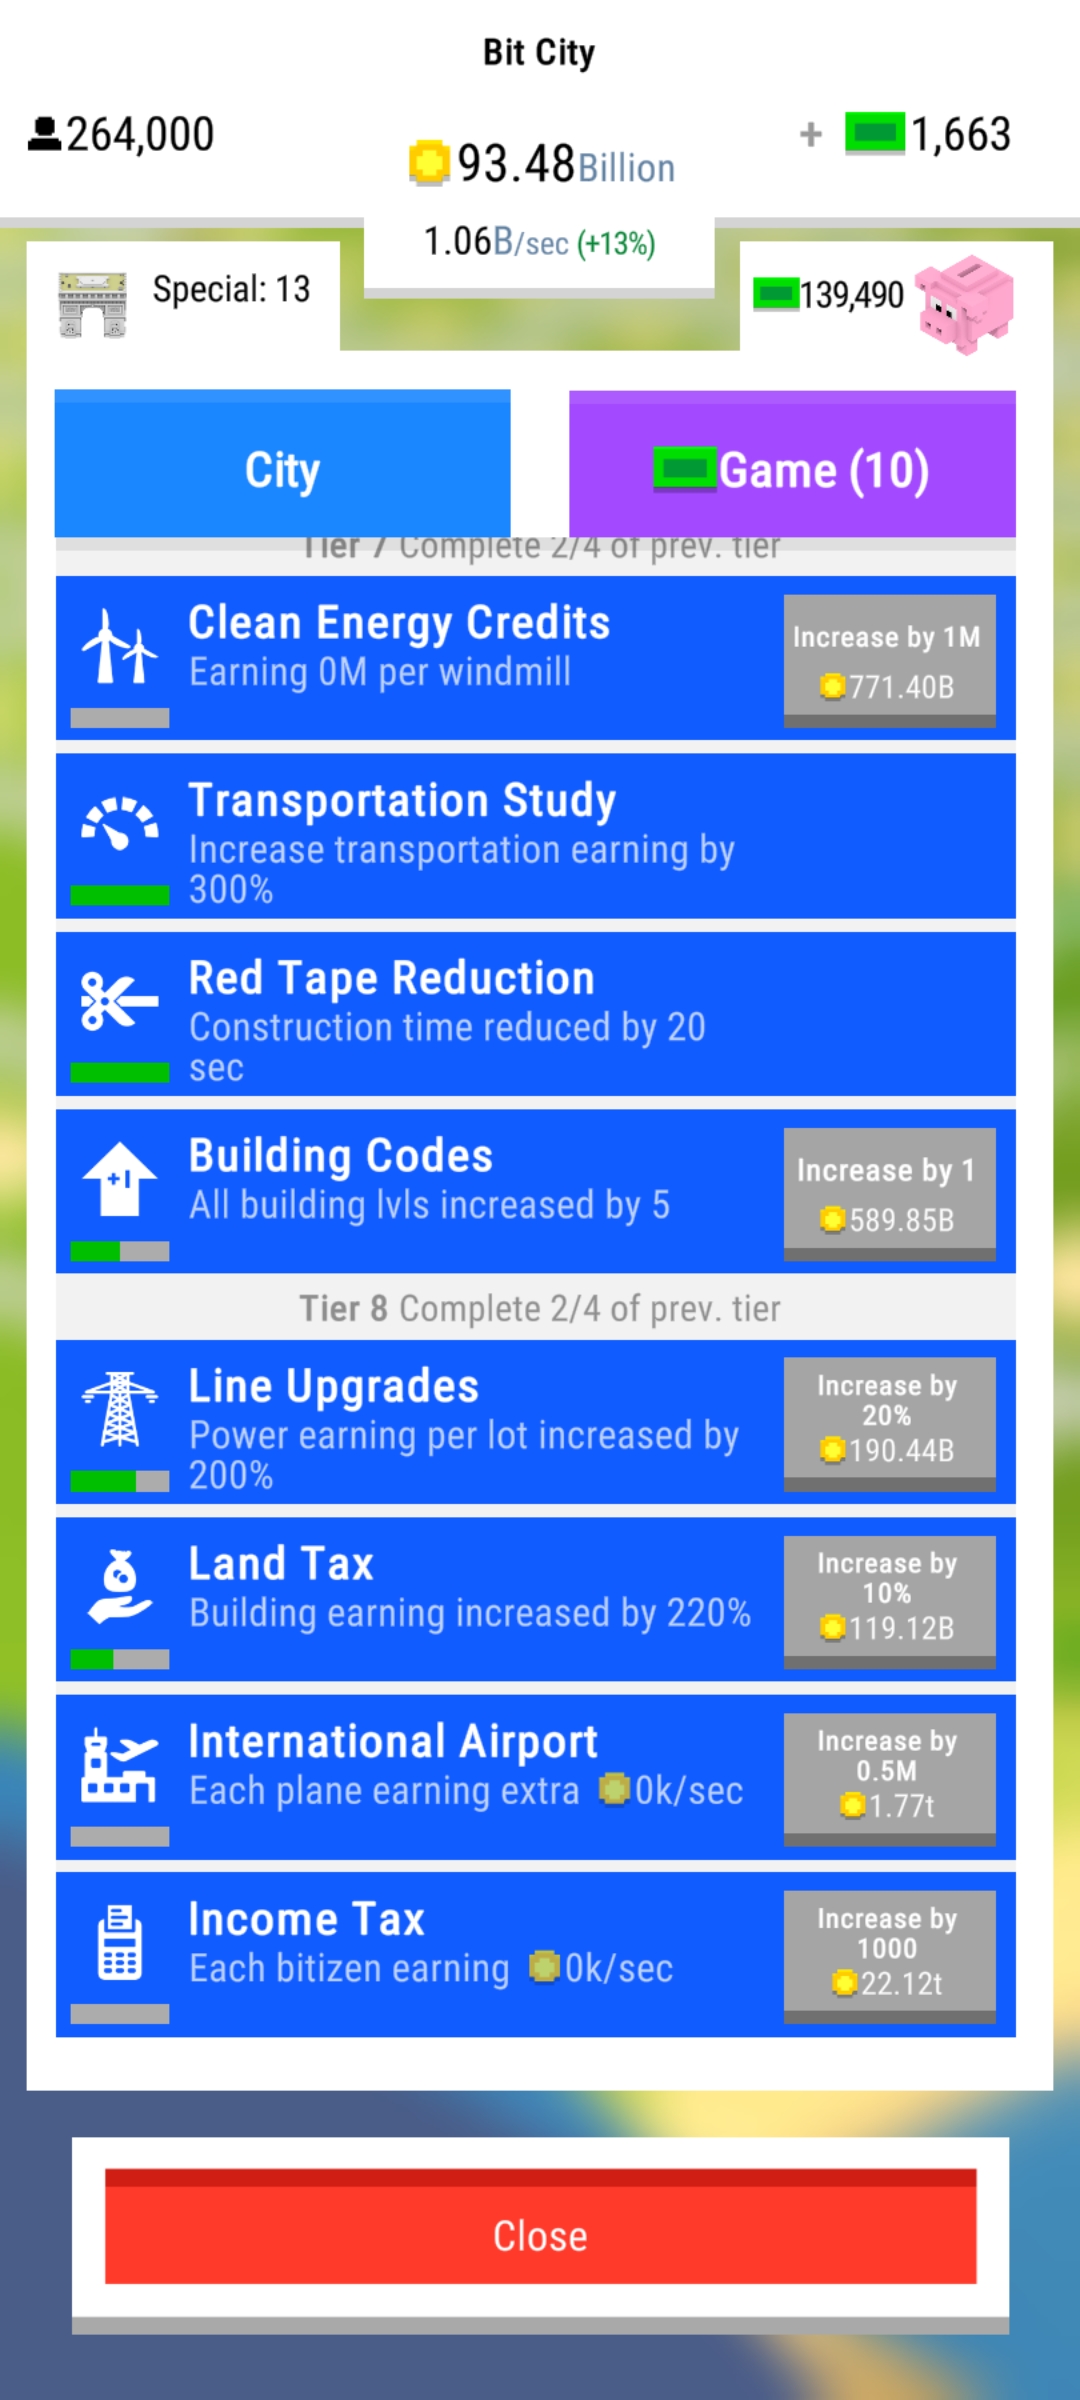 Bit City
264,000
93.48Billion
+ 1,663
1.06B/sec (+13%)
Special: 13
139,490
City
Game (10)
Tier 7 Complete 2/4 of prev. tier
Clean Energy Credits
Earning 0M per windmill
Increase by 1M
771.40B
Transportation Study
Increase transportation earning by
300%
Red Tape Reduction
Construction time reduced by 20
sec
+1
Building Codes
All building lvls increased by 5
Increase by 1
589.85B
Tier 8 Complete 2/4 of prev. tier
Line Upgrades
Power earning per lot increased by
200%
Increase by
20%
190.44B
Land Tax
Building earning increased by 220%
Increase by
10%
119.12B
International Airport
Each plane earning extra 0k/sec
Increase by
0.5M
1.77t
Income Tax
Each bitizen earning 0k/sec
Increase by
1000
22.12t
Close